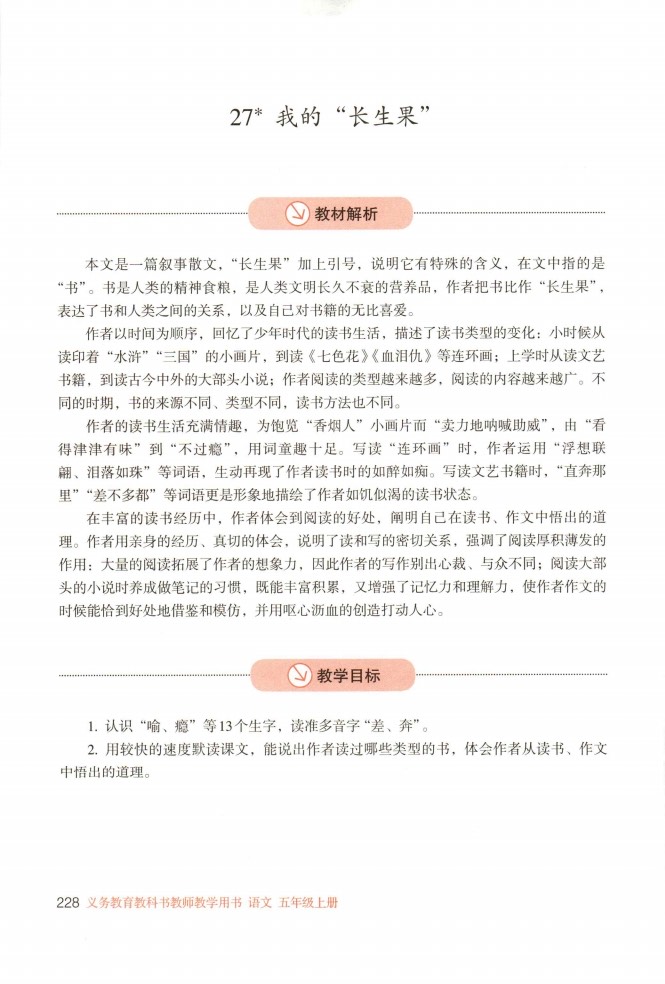 27* 我的“长生果”
教材解析
本文是一篇叙事散文，“长生果”加上引号，说明它有特殊的含义，在文中指的是
“书”。书是人类的精神食粮，是人类文明长久不衰的营养品，作者把书比作“长生果”，
表达了书和人类之间的关系，以及自己对书籍的无比喜爱。
作者以时间为顺序，回忆了少年时代的读书生活，描述了读书类型的变化：小时候从
读印着“水浒”“三国”的小画片，到读《七色花》《血泪仇》等连环画；上学时从读文艺
书籍，到读古今中外的大部头小说；作者阅读的类型越来越多，阅读的内容越来越广。不
同的时期，书的来源不同、类型不同，读书方法也不同。
作者的读书生活充满情趣，为饱览“香烟人”小画片而“卖力地呐喊助威”，由“看
得津津有味”到“不过瘾”，用词童趣十足。写读“连环画”时，作者运用“浮想联
翩、泪落如珠”等词语，生动再现了作者读书时的如醉如痴。写读文艺书籍时，“直奔那
里”“差不多都”等词语更是形象地描绘了作者如饥似渴的读书状态。
在丰富的读书经历中，作者体会到阅读的好处，阐明自己在读书、作文中悟出的道
理。作者用亲身的经历、真切的体会，说明了读和写的密切关系，强调了阅读厚积薄发的
作用：大量的阅读拓展了作者的想象力，因此作者的写作别出心裁、与众不同；阅读大部
头的小说时养成做笔记的习惯，既能丰富积累，又增强了记忆力和理解力，使作者作文的
时候能恰到好处地借鉴和模仿，并用呕心沥血的创造打动人心。
教学目标
1. 认识“喻、瘾”等13个生字，读准多音字“差、奔”。
2. 用较快的速度默读课文，能说出作者读过哪些类型的书，体会作者从读书、作文
中悟出的道理。
228 义务教育教科书教师教学用书 语文 五年级上册